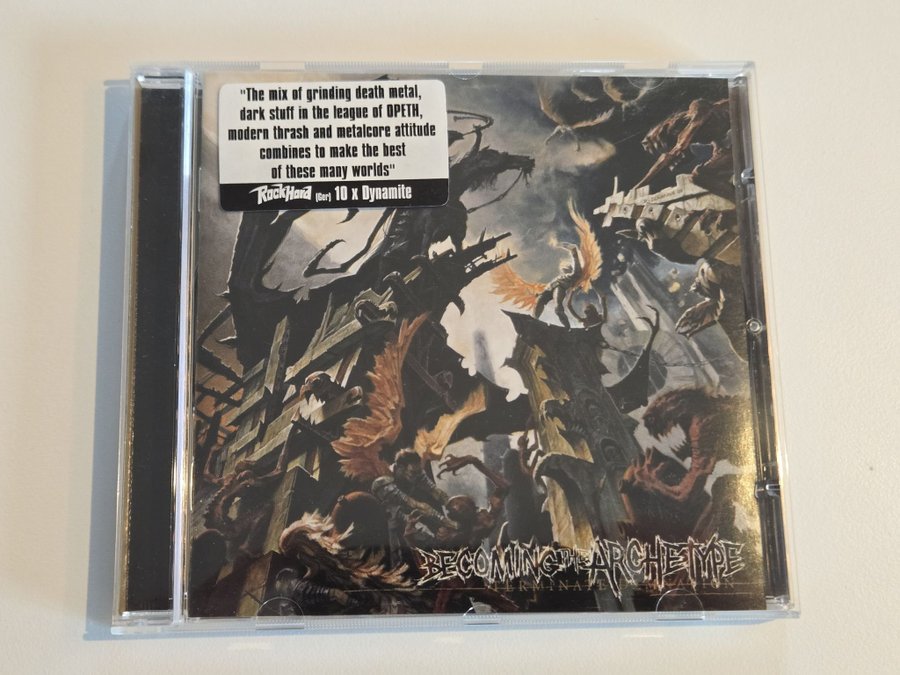 "The mix of grinding death metal,
dark stuff in the league of OPETH,
modern thrash and metalcore attitude
combines to make the best
of these many worlds"
RockHard (Ger) 10 x Dynamite
BECOMING THE ARCHETYPE